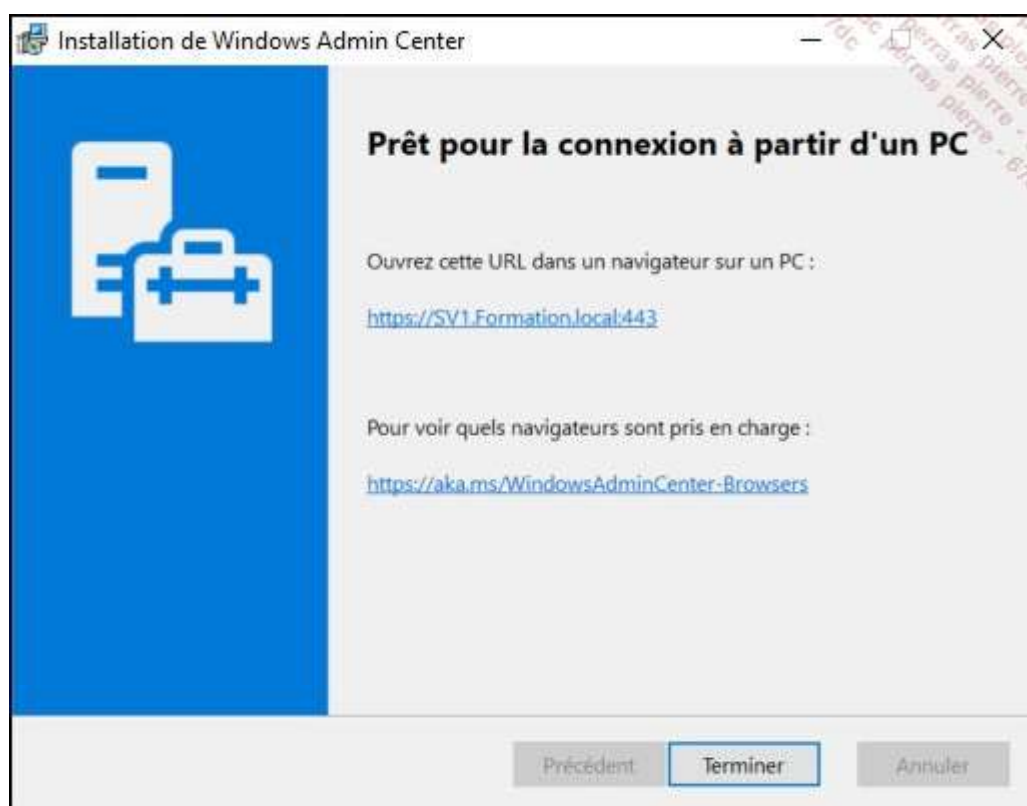 Installation de Windows Admin Center
Prêt pour la connexion à partir d'un PC
Ouvrez cette URL dans un navigateur sur un PC :
https://SV1.Formation.local:443
Pour voir quels navigateurs sont pris en charge :
https://aka.ms/WindowsAdminCenter-Browsers
Précédent
Terminer
Annuler